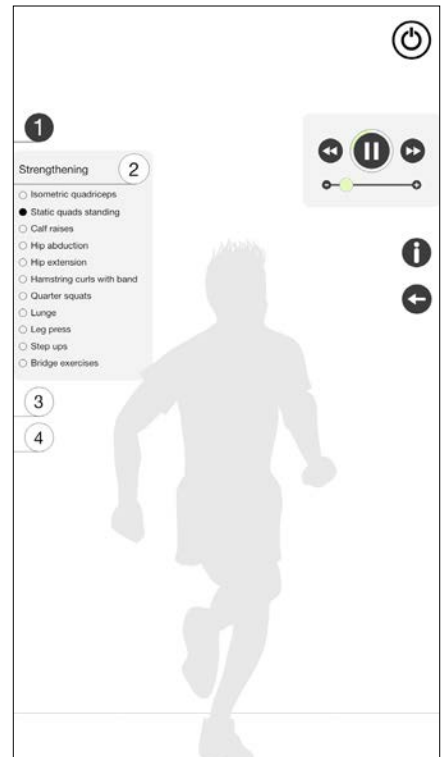 1
Strengthening 2
Isometric quadriceps
Static quads standing
Calf raises
Hip abduction
Hip extension
Hamstring curls with band
Quarter squats
Lunge
Leg press
Step ups
Bridge exercises
3
4
i